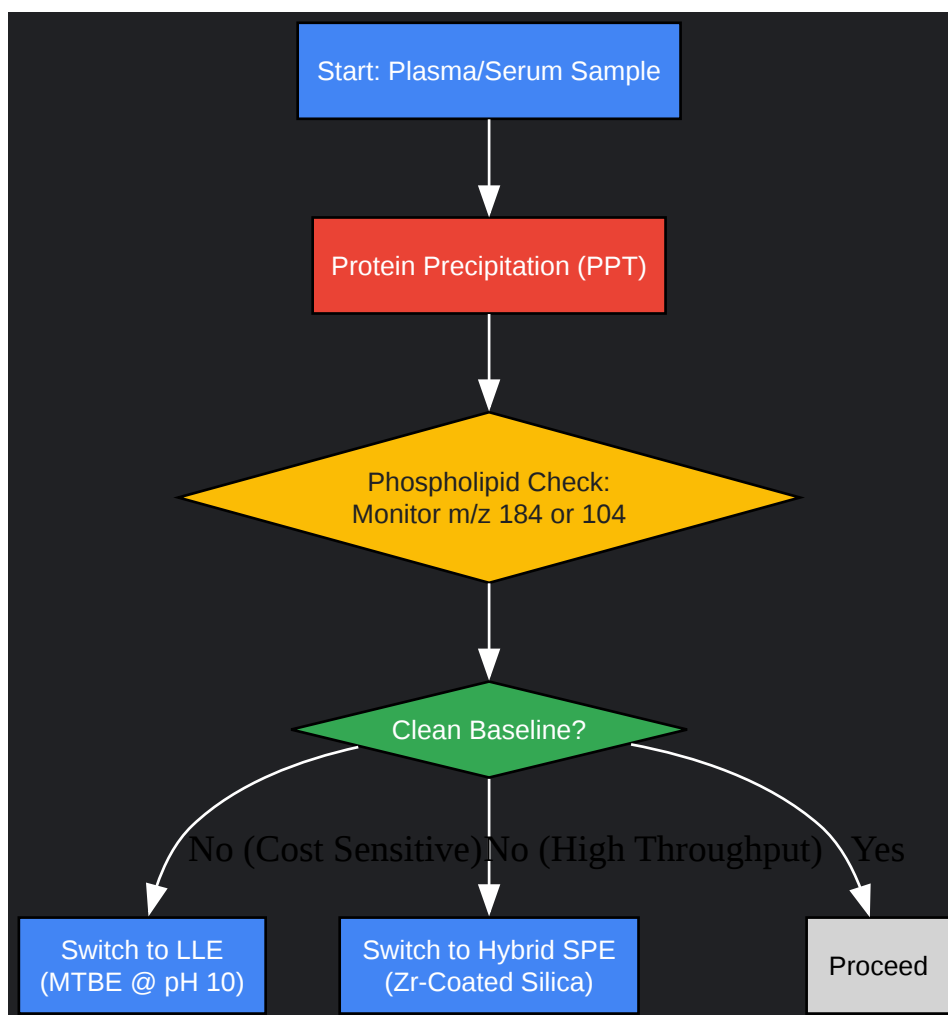 Start: Plasma/Serum Sample
Protein Precipitation (PPT)
Phospholipid Check:
Monitor m/z 184 or 104
Clean Baseline?
No (Cost Sensitive)
No (High Throughput)
Yes
Switch to LLE
(MTBE @ pH 10)
Switch to Hybrid SPE
(Zr-Coated Silica)
Proceed